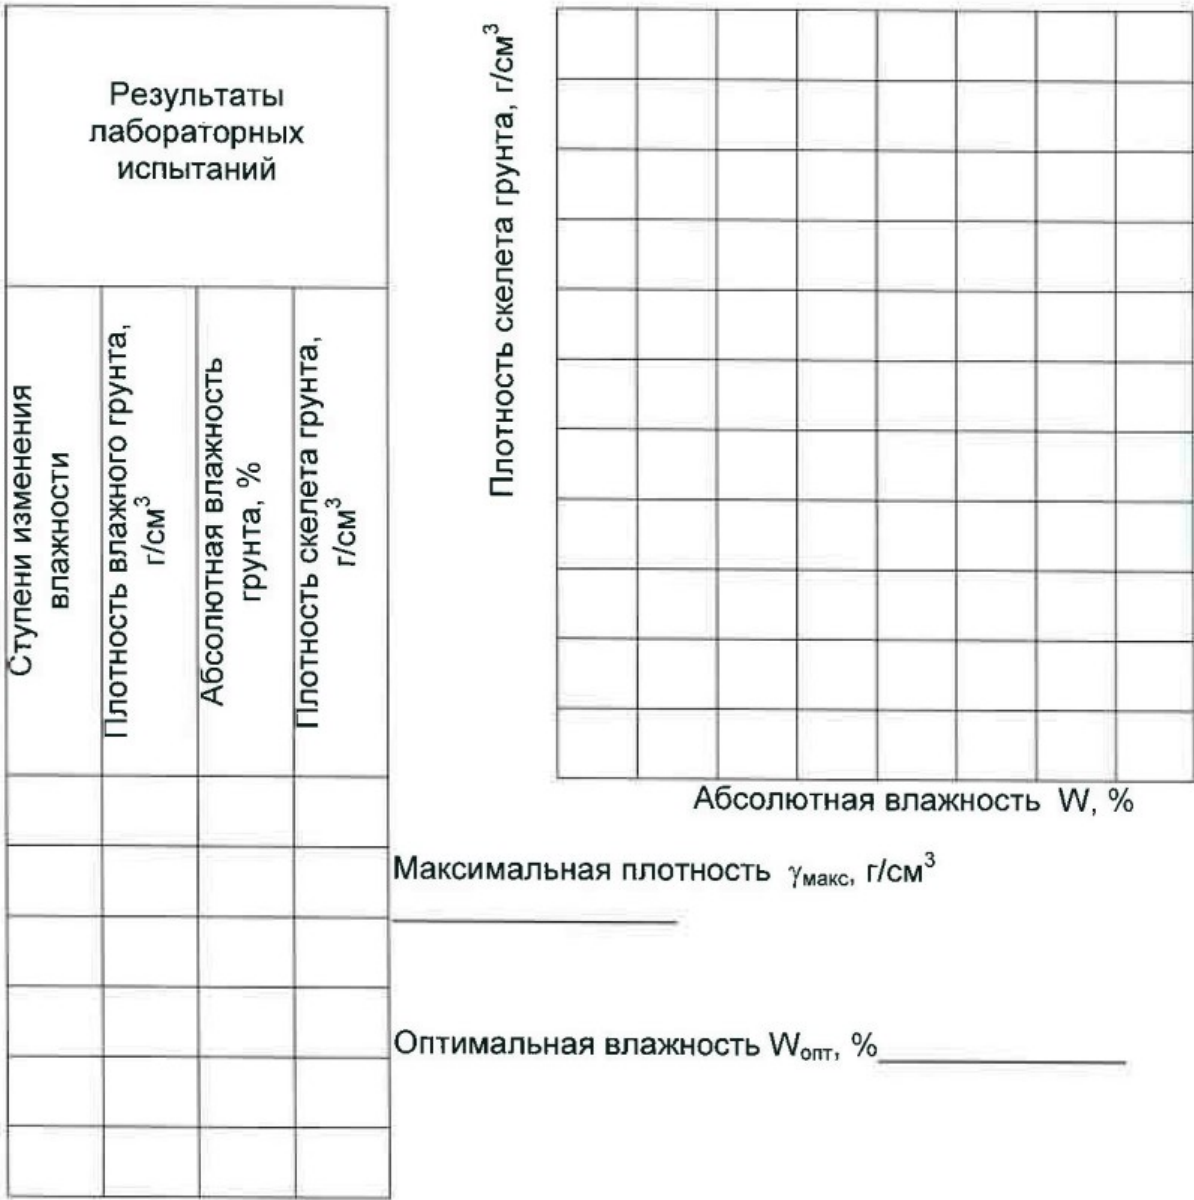 Результаты
лабораторных
испытаний
Ступени изменения
влажности
Плотность влажного грунта,
г/см³
Абсолютная влажность
грунта, %
Плотность скелета грунта,
г/см³
Плотность скелета грунта, г/см³
Абсолютная влажность W, %
Максимальная плотность γмакс, г/см³
Оптимальная влажность Wопт, %